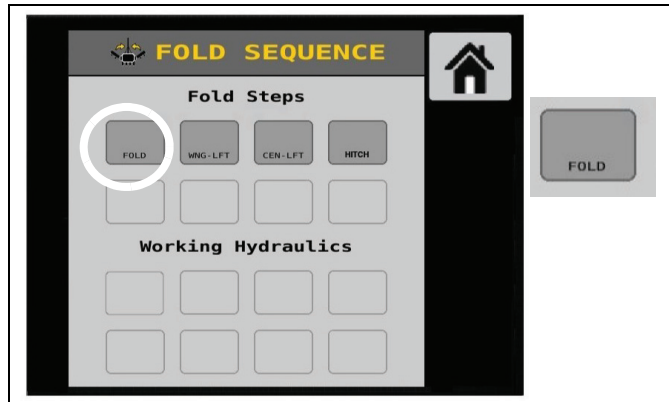 FOLD SEQUENCE
Fold Steps
FOLD WNG-LFT CEN-LFT HITCH
Working Hydraulics
FOLD